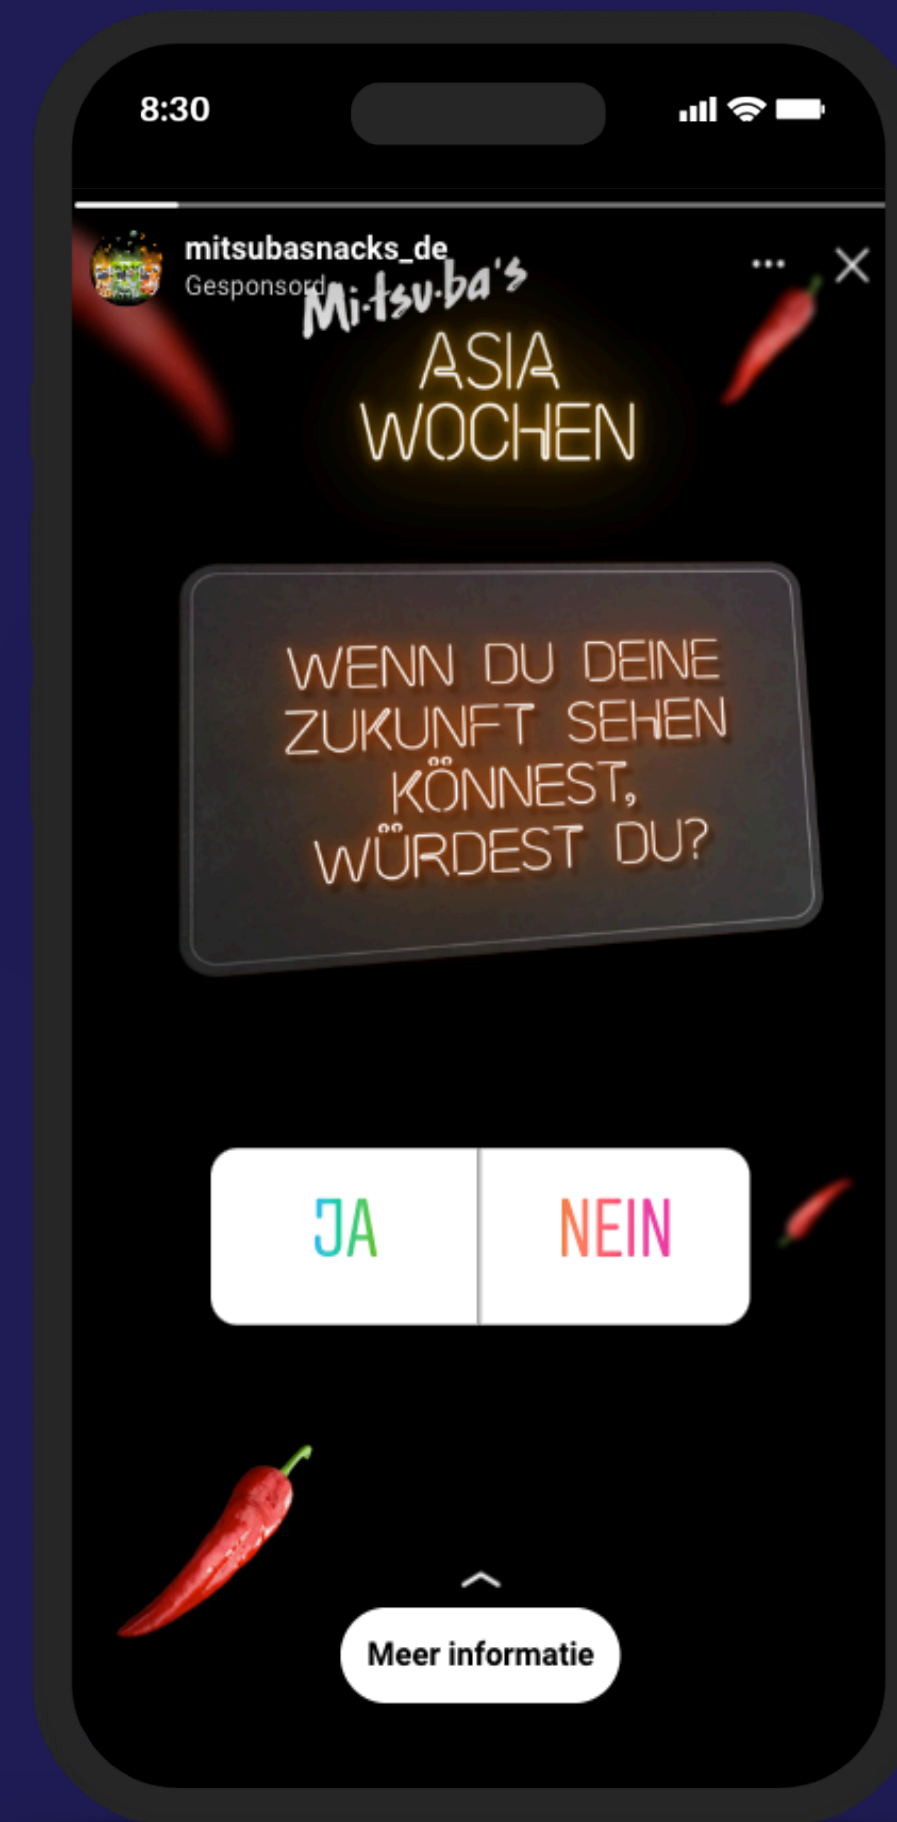 8:30
mitsubasnacks_de
Gesponsord
Mi·tsu·ba's
ASIA
WOCHEN
WENN DU DEINE
ZUKUNFT SEHEN
KÖNNEST,
WÜRDEST DU?
JA
NEIN
Meer informatie